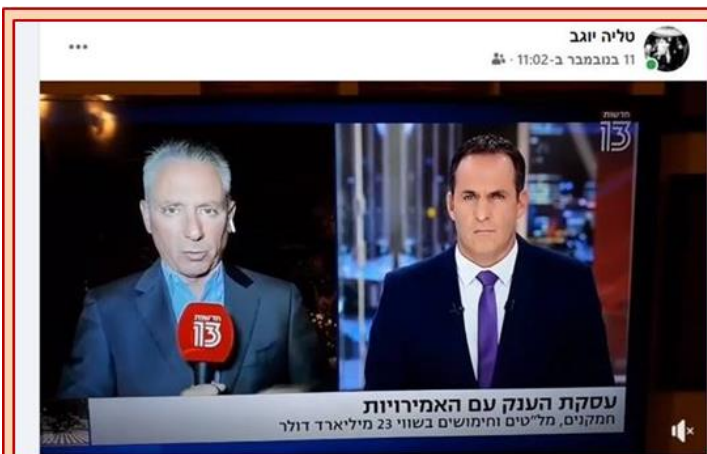 טליה יוגב
11 בנובמבר ב-11:02 ·
חדשות
13
חדשות
13
עסקת הענק עם האמירויות
חמקנים, מל"טים וחימושים בשווי 23 מיליארד דולר